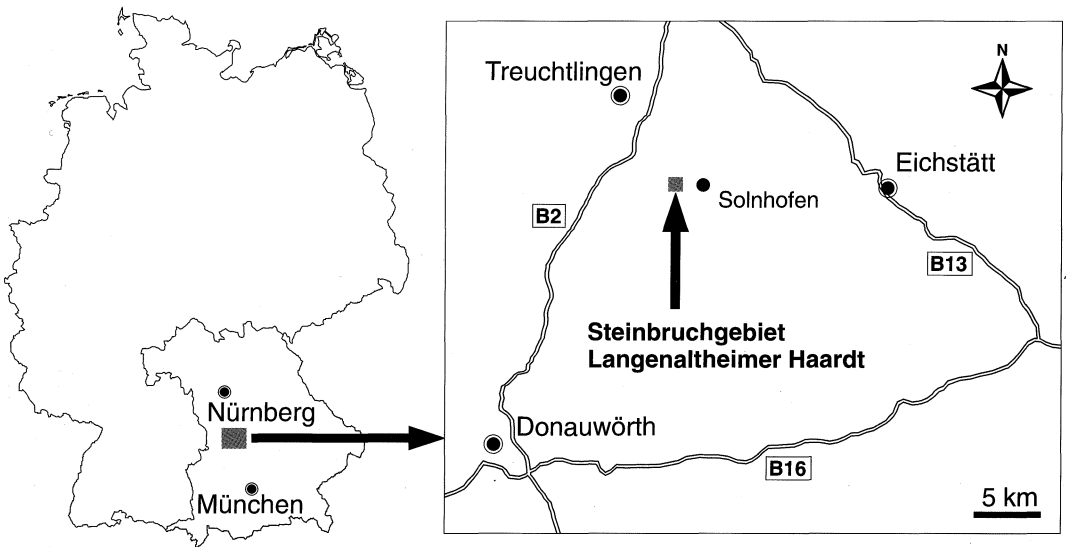 Nürnberg
München
N
Treuchtlingen
Eichstätt
Solnhofen
B2
B13
Steinbruchgebiet
Langenaltheimer Haardt
Donauwörth
B16
5 km